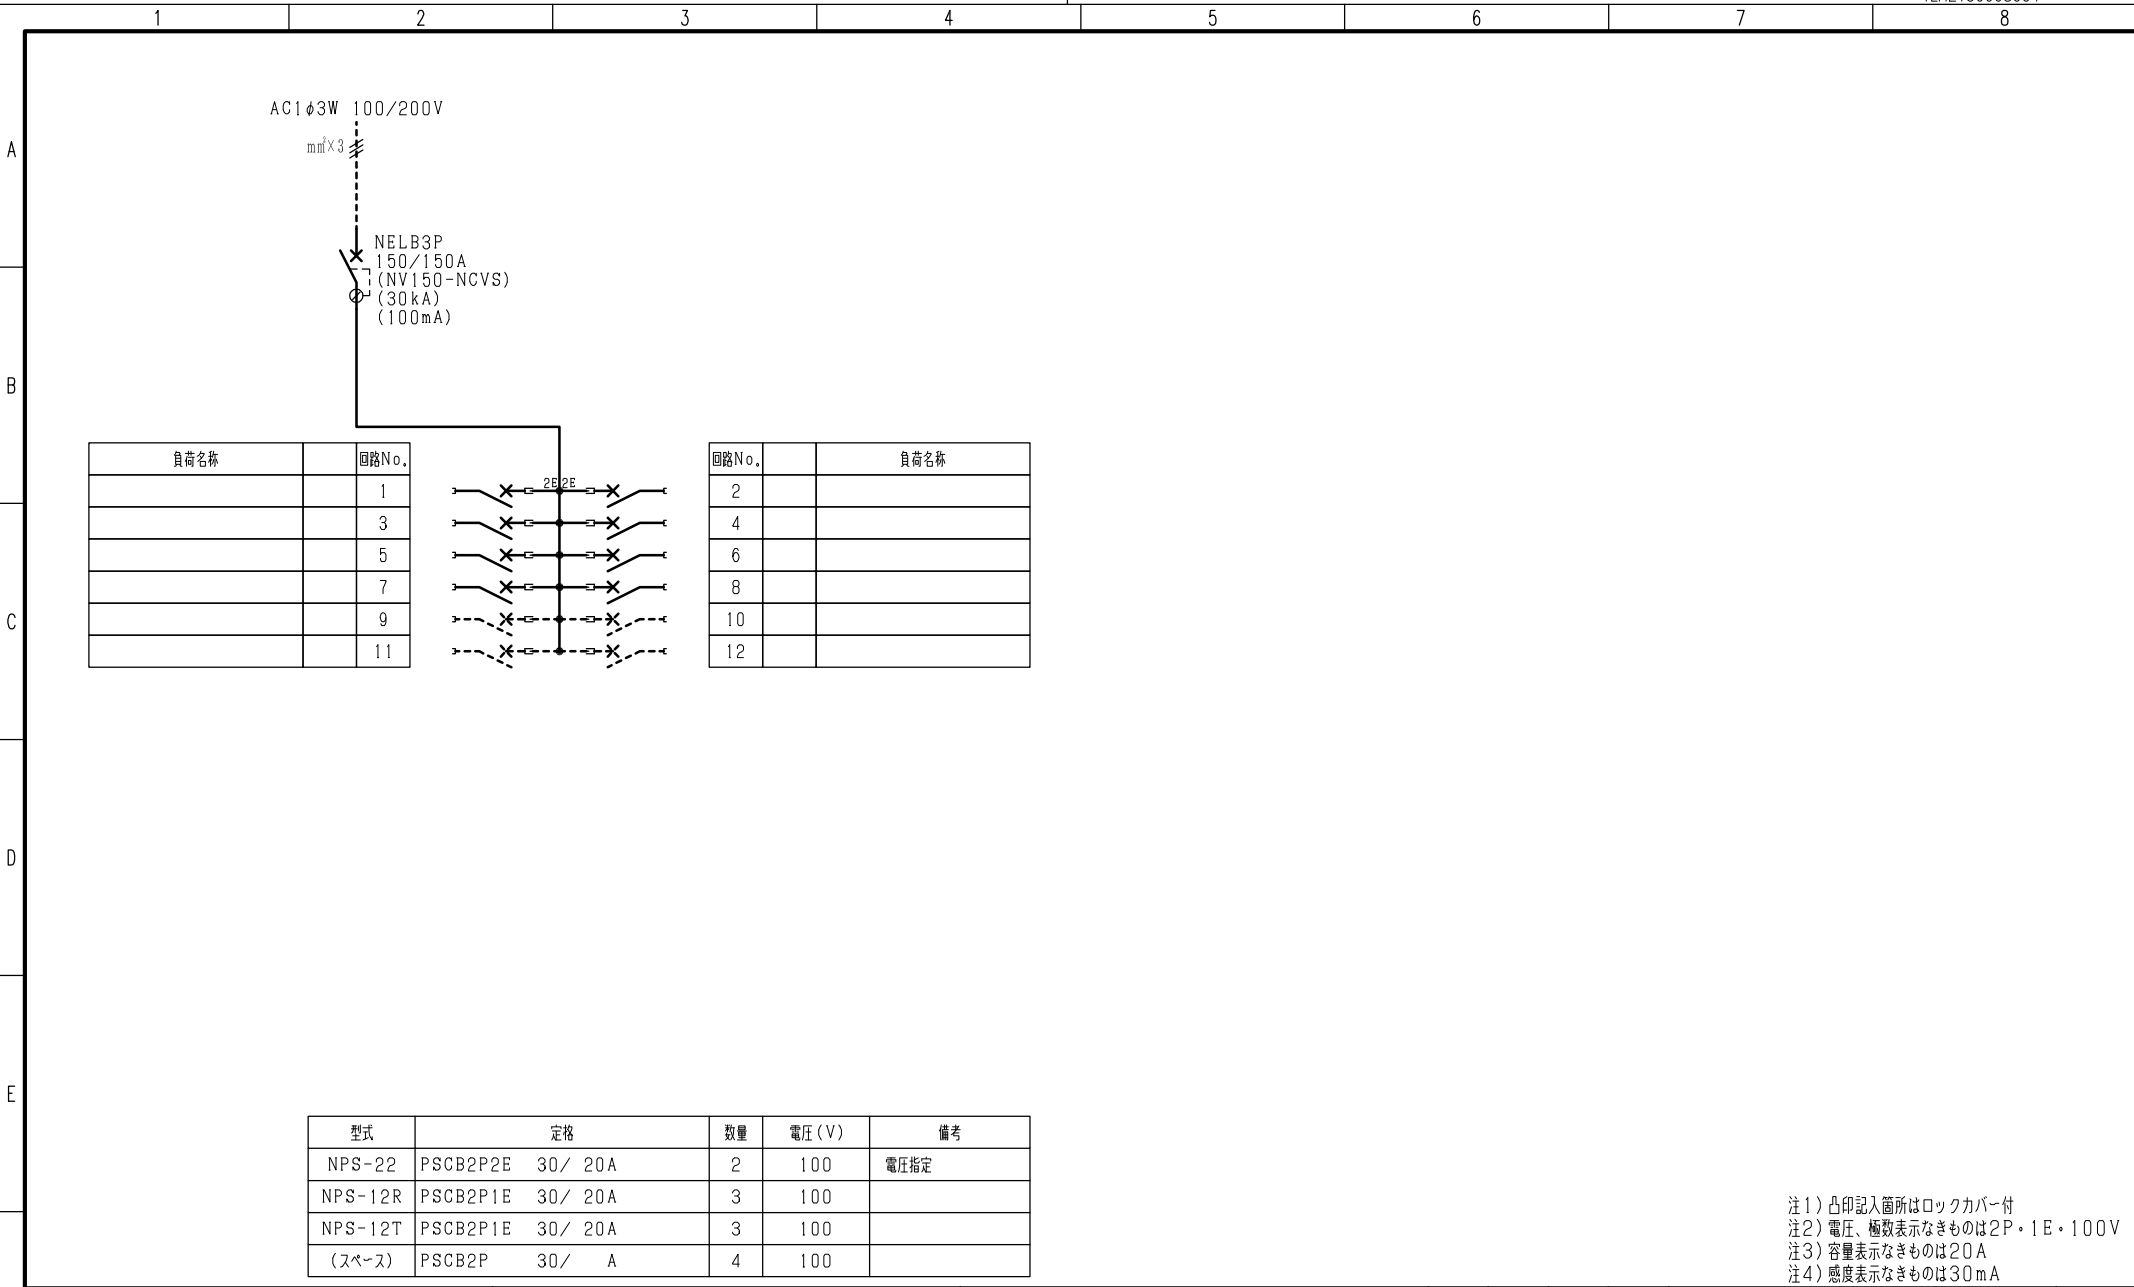 1 2 3 4 5 6 7 8
AC1φ3W 100/200V
A
mm²×3
NELB3P
150/150A
(NV150-NCVS)
(30kA)
(100mA)
B
負荷名称 回路No. 回路No. 負荷名称
1 2E 2E 2
3 4
5 6
7 8
C
9 10
11 12
D
E
型式 定格 数量 電圧(V) 備考
NPS-22 PSCB2P2E 30/ 20A 2 100 電圧指定
NPS-12R PSCB2P1E 30/ 20A 3 100
NPS-12T PSCB2P1E 30/ 20A 3 100
(スペース) PSCB2P 30/ A 4 100
注1)凸印記入箇所はロックカバー付
注2)電圧、極数表示なきものは2P・1E・100V
注3)容量表示なきものは20A
注4)感度表示なきものは30mA